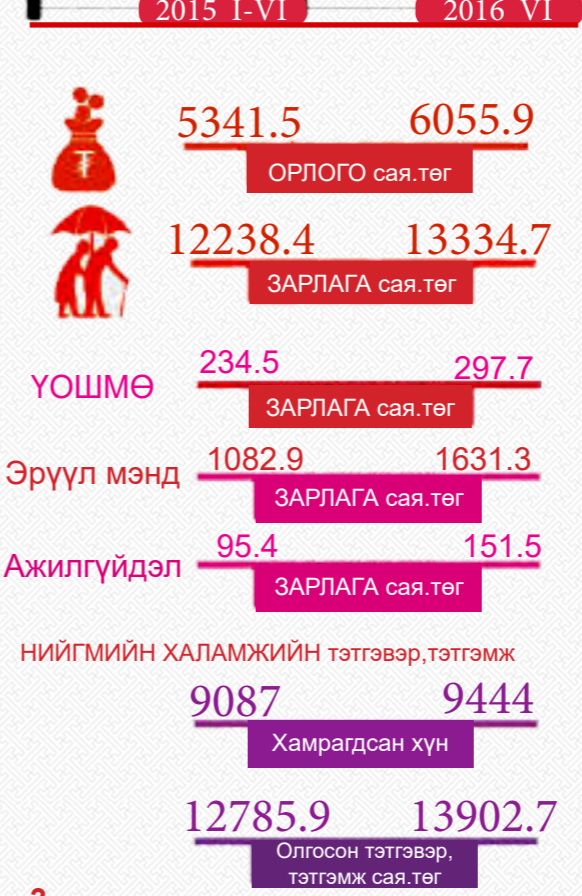 2015 I-VI 2016 VI
5341.5 6055.9
ОРЛОГО сая.төг
12238.4 13334.7
ЗАРЛАГА сая.төг
ҮОШМӨ 234.5 297.7
ЗАРЛАГА сая.төг
Эрүүл мэнд 1082.9 1631.3
ЗАРЛАГА сая.төг
Ажилгүйдэл 95.4 151.5
ЗАРЛАГА сая.төг
НИЙГМИЙН ХАЛАМЖИЙН тэтгэвэр,тэтгэмж
9087 9444
Хамрагдсан хүн
12785.9 13902.7
Олгосон тэтгэвэр,
тэтгэмж сая.төг